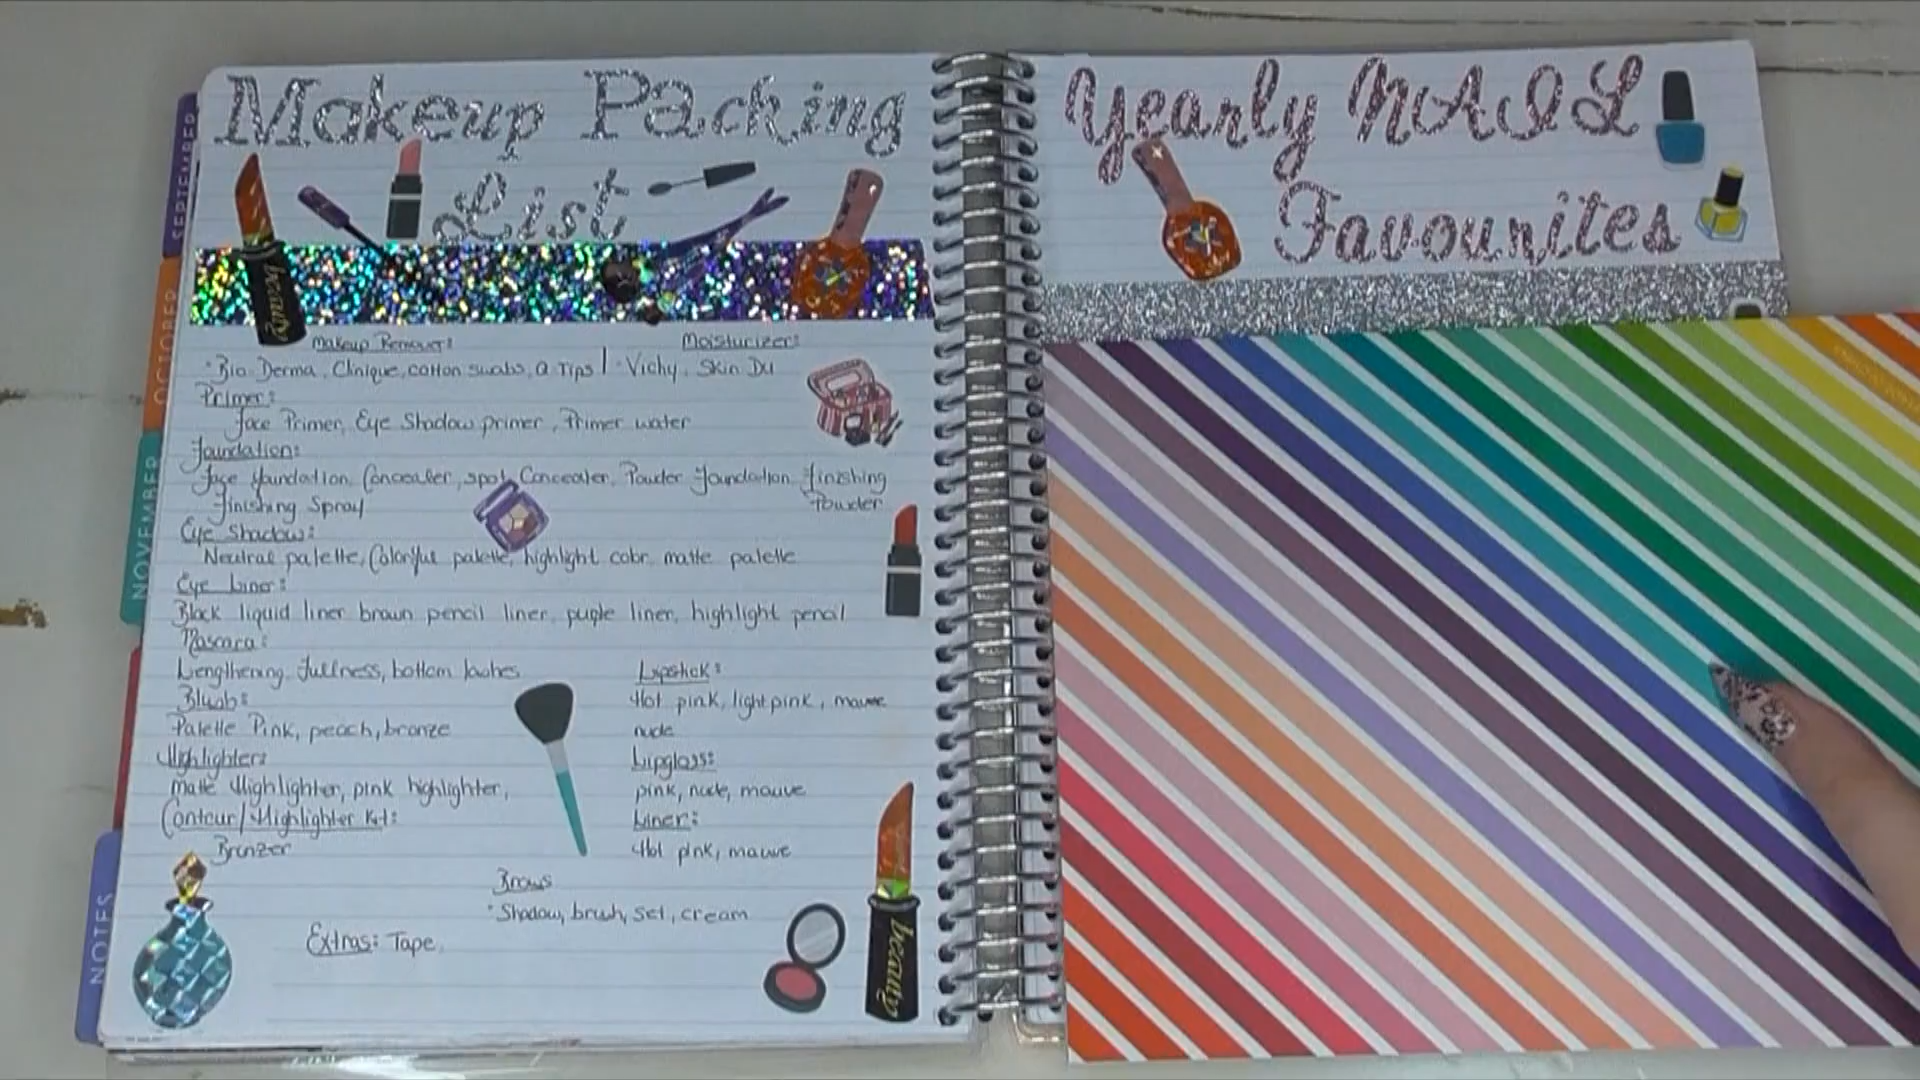 Makeup Packing
List
beauty
Makeup Remover:
Moisturizer:
·Bio Derma, Clinique, cotton swabs, Q Tips | ·Vichy, Skin Du
Primer:
Face Primer, Eye Shadow primer, Primer water
Foundation:
Face foundation, Concealer, spot Concealer, Powder Foundation, Finishing
Powder
Finishing Spray
Eye Shadow:
Neutral palette, Colorful palette, highlight color, matte palette
Eye Liner:
Black liquid liner brown pencil liner, puple liner, highlight pencil
Mascara:
Lengthening, Fullness, bottom lashes
Blush:
Palette Pink, peach, bronze
Highlighter:
Matte Highlighter, pink highlighter,
Contour/Highlighter Kit:
Bronzer
Lipstick:
Hot pink, light pink, mauve
nude
Lipgloss:
pink, nude, mauve
Liner:
Hot pink, mauve
Brows
·Shadow, brush, set, cream
Extras: Tape,
beauty
Yearly NAIL
Favourites
SEPTEMBER
OCTOBER
NOVEMBER
NOTES